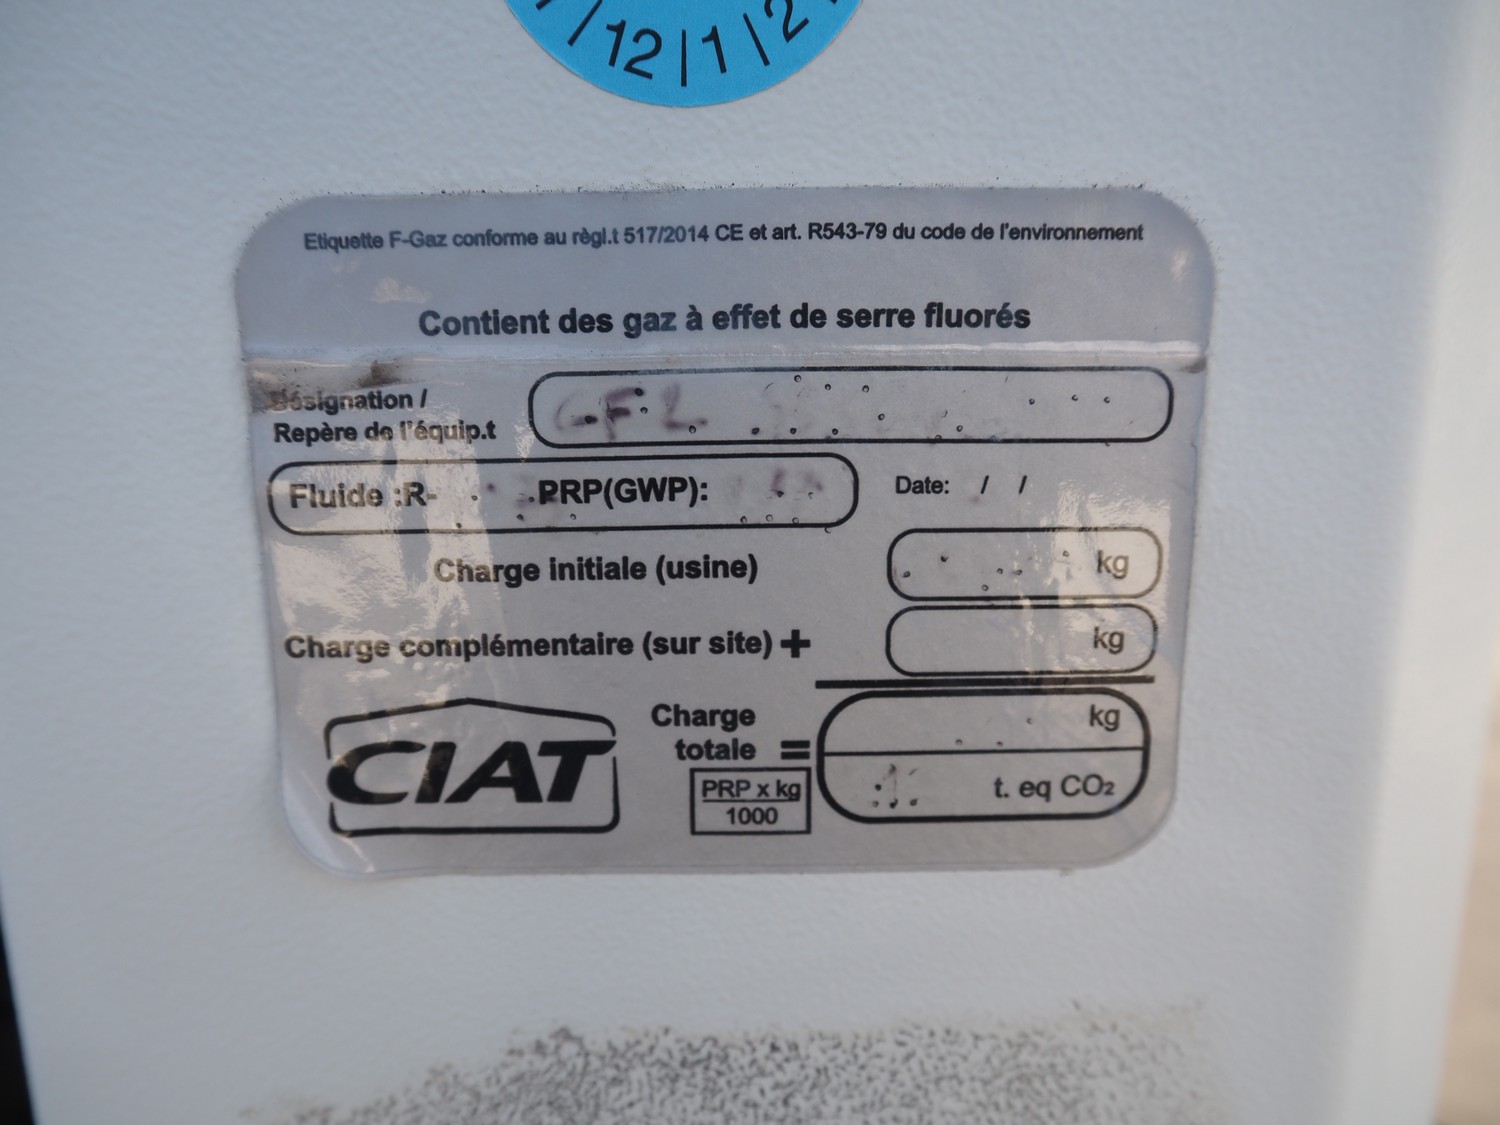 /12|1|2
Etiquette F-Gaz conforme au règl.t 517/2014 CE et art. R543-79 du code de l'environnement
Contient des gaz à effet de serre fluorés
Désignation /
Repère de l'équip.t
Fluide :R- PRP(GWP):
Date: / /
Charge initiale (usine) kg
Charge complémentaire (sur site) + kg
Charge totale = kg
PRP x kg
1000
t. eq CO₂
CIAT